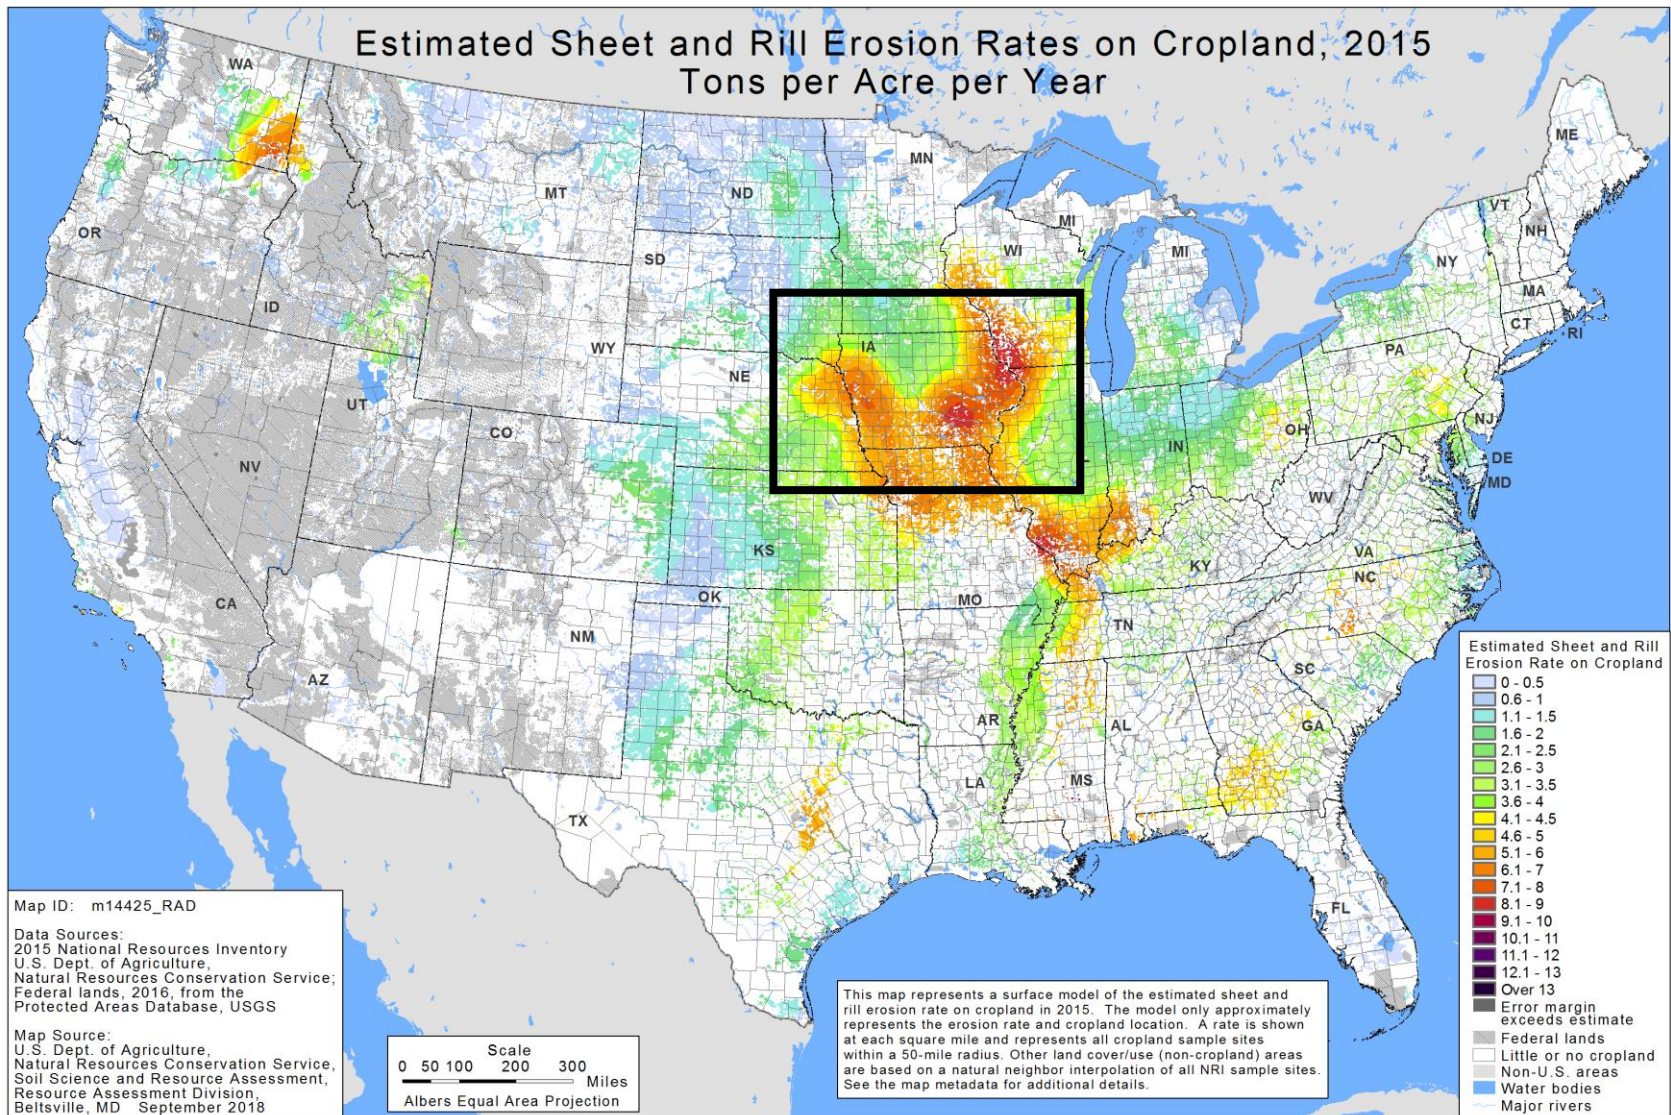 Estimated Sheet and Rill Erosion Rates on Cropland, 2015
Tons per Acre per Year
WA
MT
ND
MN
ME
OR
ID
SD
WI
MI
MI
VT
NH
NY
MA
CT
RI
WY
NE
IA
PA
NJ
NV
UT
CO
IN
OH
DE
MD
WV
CA
KS
KY
VA
NC
AZ
NM
OK
MO
TN
SC
AR
AL
GA
LA
MS
TX
FL
Estimated Sheet and Rill
Erosion Rate on Cropland
0 - 0.5
0.6 - 1
1.1 - 1.5
1.6 - 2
2.1 - 2.5
2.6 - 3
3.1 - 3.5
3.6 - 4
4.1 - 4.5
4.6 - 5
5.1 - 6
6.1 - 7
7.1 - 8
8.1 - 9
9.1 - 10
10.1 - 11
11.1 - 12
12.1 - 13
Over 13
Error margin
exceeds estimate
Federal lands
Little or no cropland
Non-U.S. areas
Water bodies
Major rivers
Map ID: m14425_RAD
Data Sources:
2015 National Resources Inventory
U.S. Dept. of Agriculture,
Natural Resources Conservation Service;
Federal lands, 2016, from the
Protected Areas Database, USGS
Map Source:
U.S. Dept. of Agriculture,
Natural Resources Conservation Service,
Soil Science and Resource Assessment,
Resource Assessment Division,
Beltsville, MD September 2018
Scale
0 50 100 200 300
Miles
Albers Equal Area Projection
This map represents a surface model of the estimated sheet and
rill erosion rate on cropland in 2015. The model only approximately
represents the erosion rate and cropland location. A rate is shown
at each square mile and represents all cropland sample sites
within a 50-mile radius. Other land cover/use (non-cropland) areas
are based on a natural neighbor interpolation of all NRI sample sites.
See the map metadata for additional details.